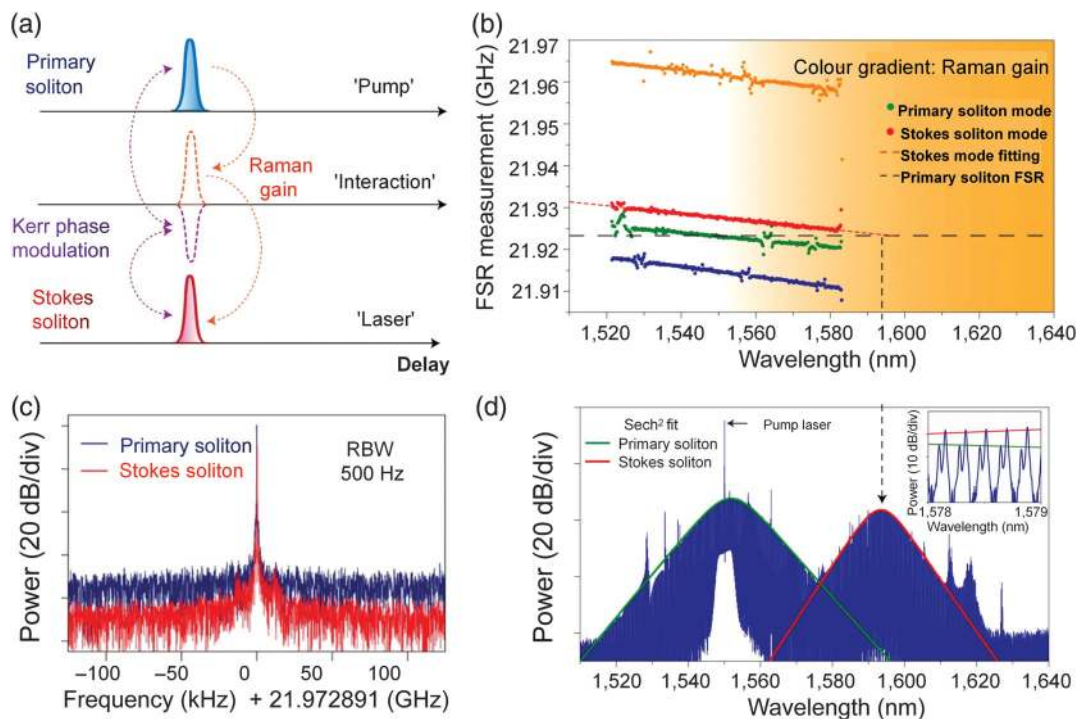 (a)
Primary
soliton
'Pump'
Raman
gain
'Interaction'
Kerr phase
modulation
Stokes
soliton
'Laser'
Delay
(b)
FSR measurement (GHz)
21.97
21.96
21.95
21.94
21.93
21.92
21.91
Colour gradient: Raman gain
Primary soliton mode
Stokes soliton mode
Stokes mode fitting
Primary soliton FSR
1,520 1,540 1,560 1,580 1,600 1,620 1,640
Wavelength (nm)
(c)
Power (20 dB/div)
Primary soliton
Stokes soliton
RBW
500 Hz
−100 −50 0 50 100
Frequency (kHz) + 21.972891 (GHz)
(d)
Power (20 dB/div)
Sech² fit
Primary soliton
Stokes soliton
Pump laser
Power (10 dB/div)
1,578 1,579
Wavelength (nm)
1,520 1,540 1,560 1,580 1,600 1,620 1,640
Wavelength (nm)